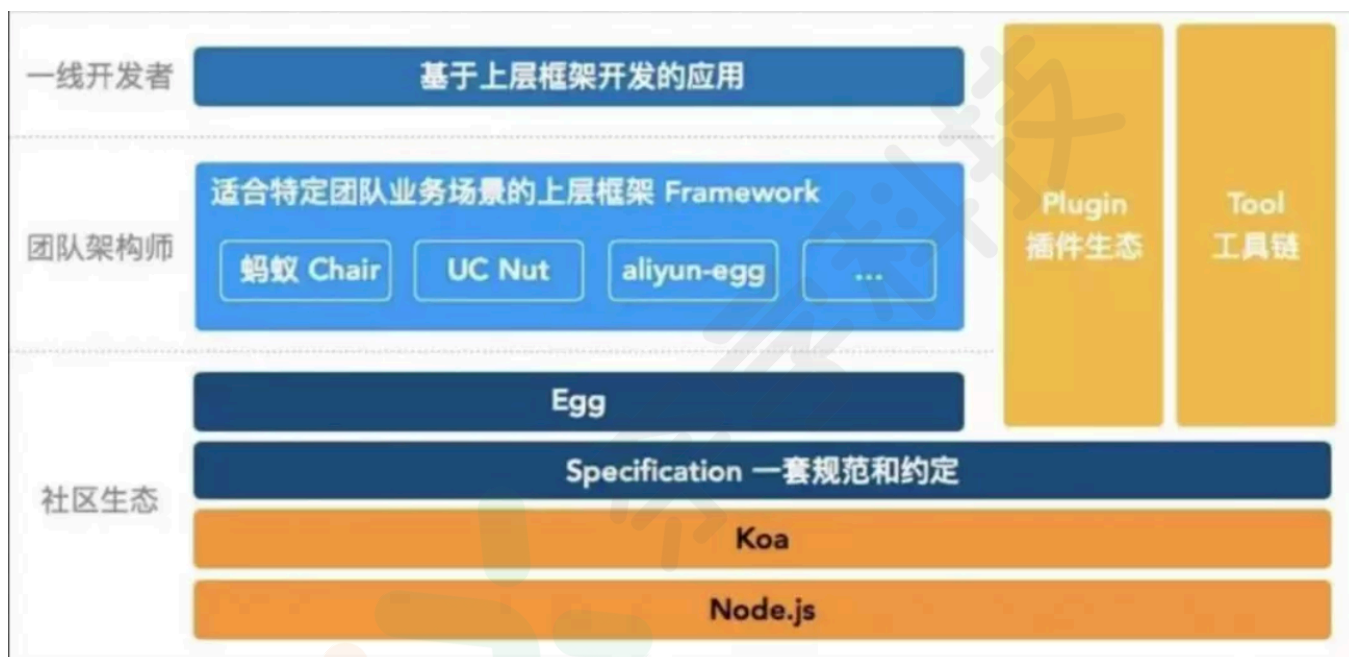 一线开发者
基于上层框架开发的应用
团队架构师
适合特定团队业务场景的上层框架 Framework
蚂蚁 Chair
UC Nut
aliyun-egg
...
Plugin
插件生态
Tool
工具链
社区生态
Egg
Specification 一套规范和约定
Koa
Node.js